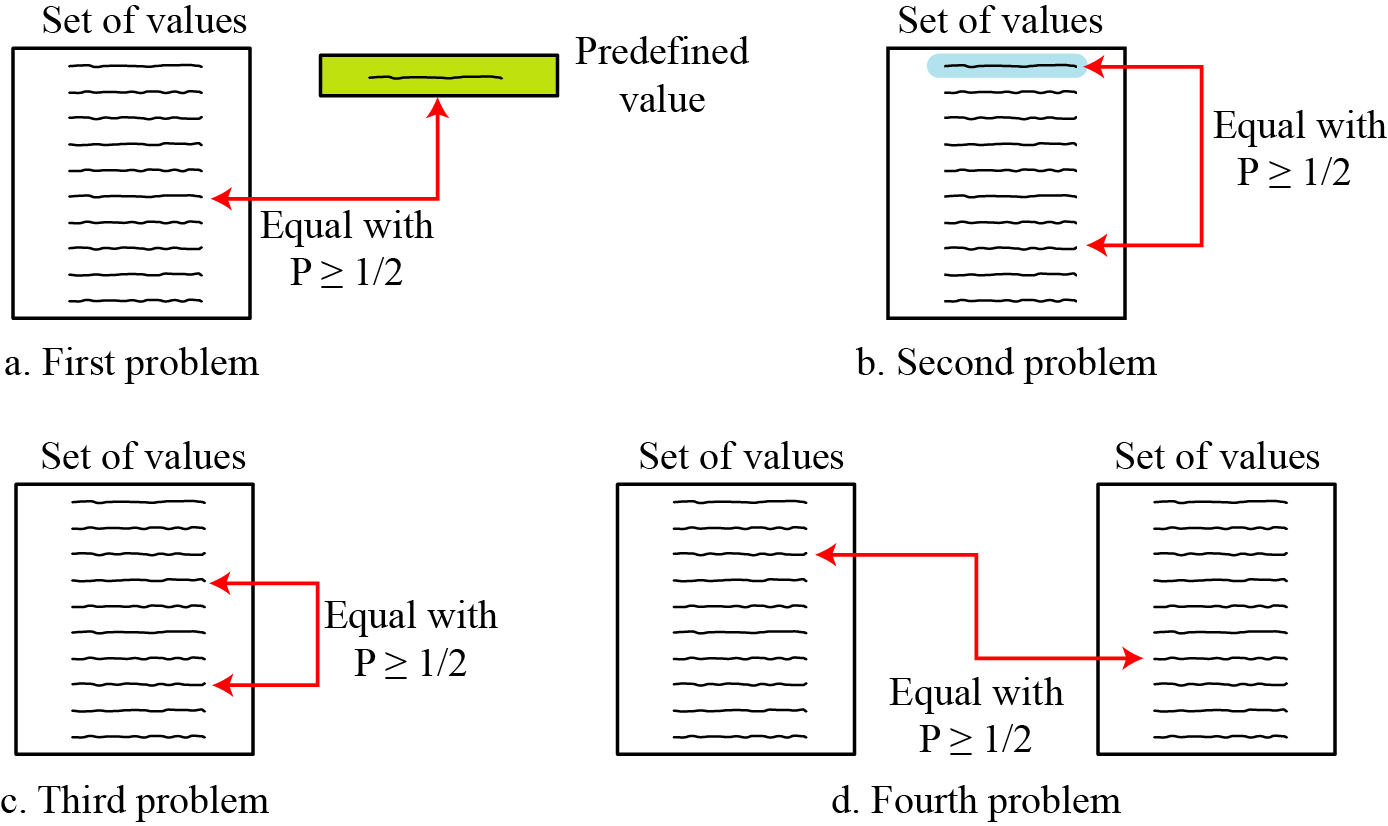 Set of values
Predefined
value
Equal with
P ≥ 1/2
a. First problem
Set of values
Equal with
P ≥ 1/2
b. Second problem
Set of values
Equal with
P ≥ 1/2
c. Third problem
Set of values
Set of values
Equal with
P ≥ 1/2
d. Fourth problem